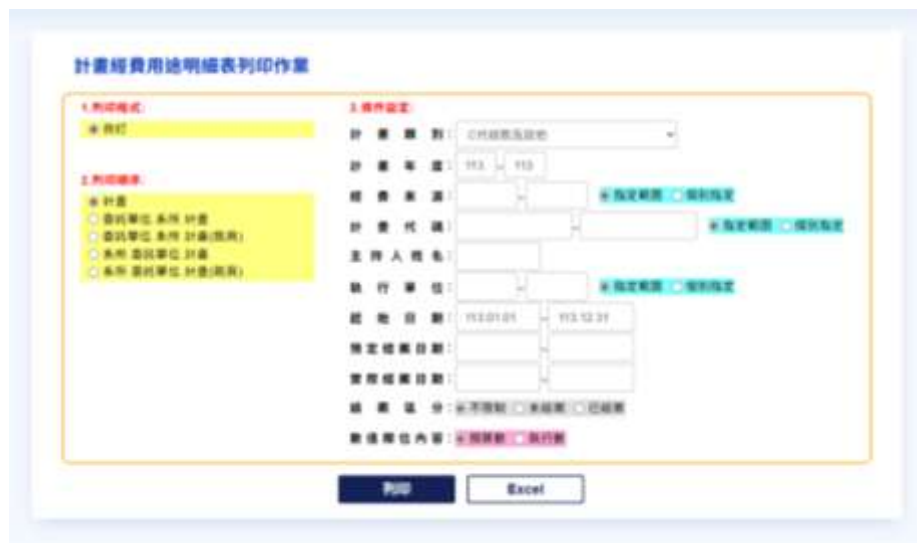 計畫經費用途明細表列印作業
1.列印格式:
自訂
2.列印順序:
計畫
委託單位 系所 計畫
委託單位 系所 計畫(跳頁)
系所 委託單位 計畫
系所 委託單位 計畫(跳頁)
3.條件設定:
計畫類別:
計畫年度: 113 - 113
經費來源: - 指定範圍 個別指定
計畫代碼: - 指定範圍 個別指定
主持人姓名:
執行單位: - 指定範圍 個別指定
起始日期: 113.01.01 - 113.12.31
預定結案日期: -
實際結案日期: -
結案區分: 不限制 未結案 已結案
數值欄位內容: 預算數 執行數
列印 Excel